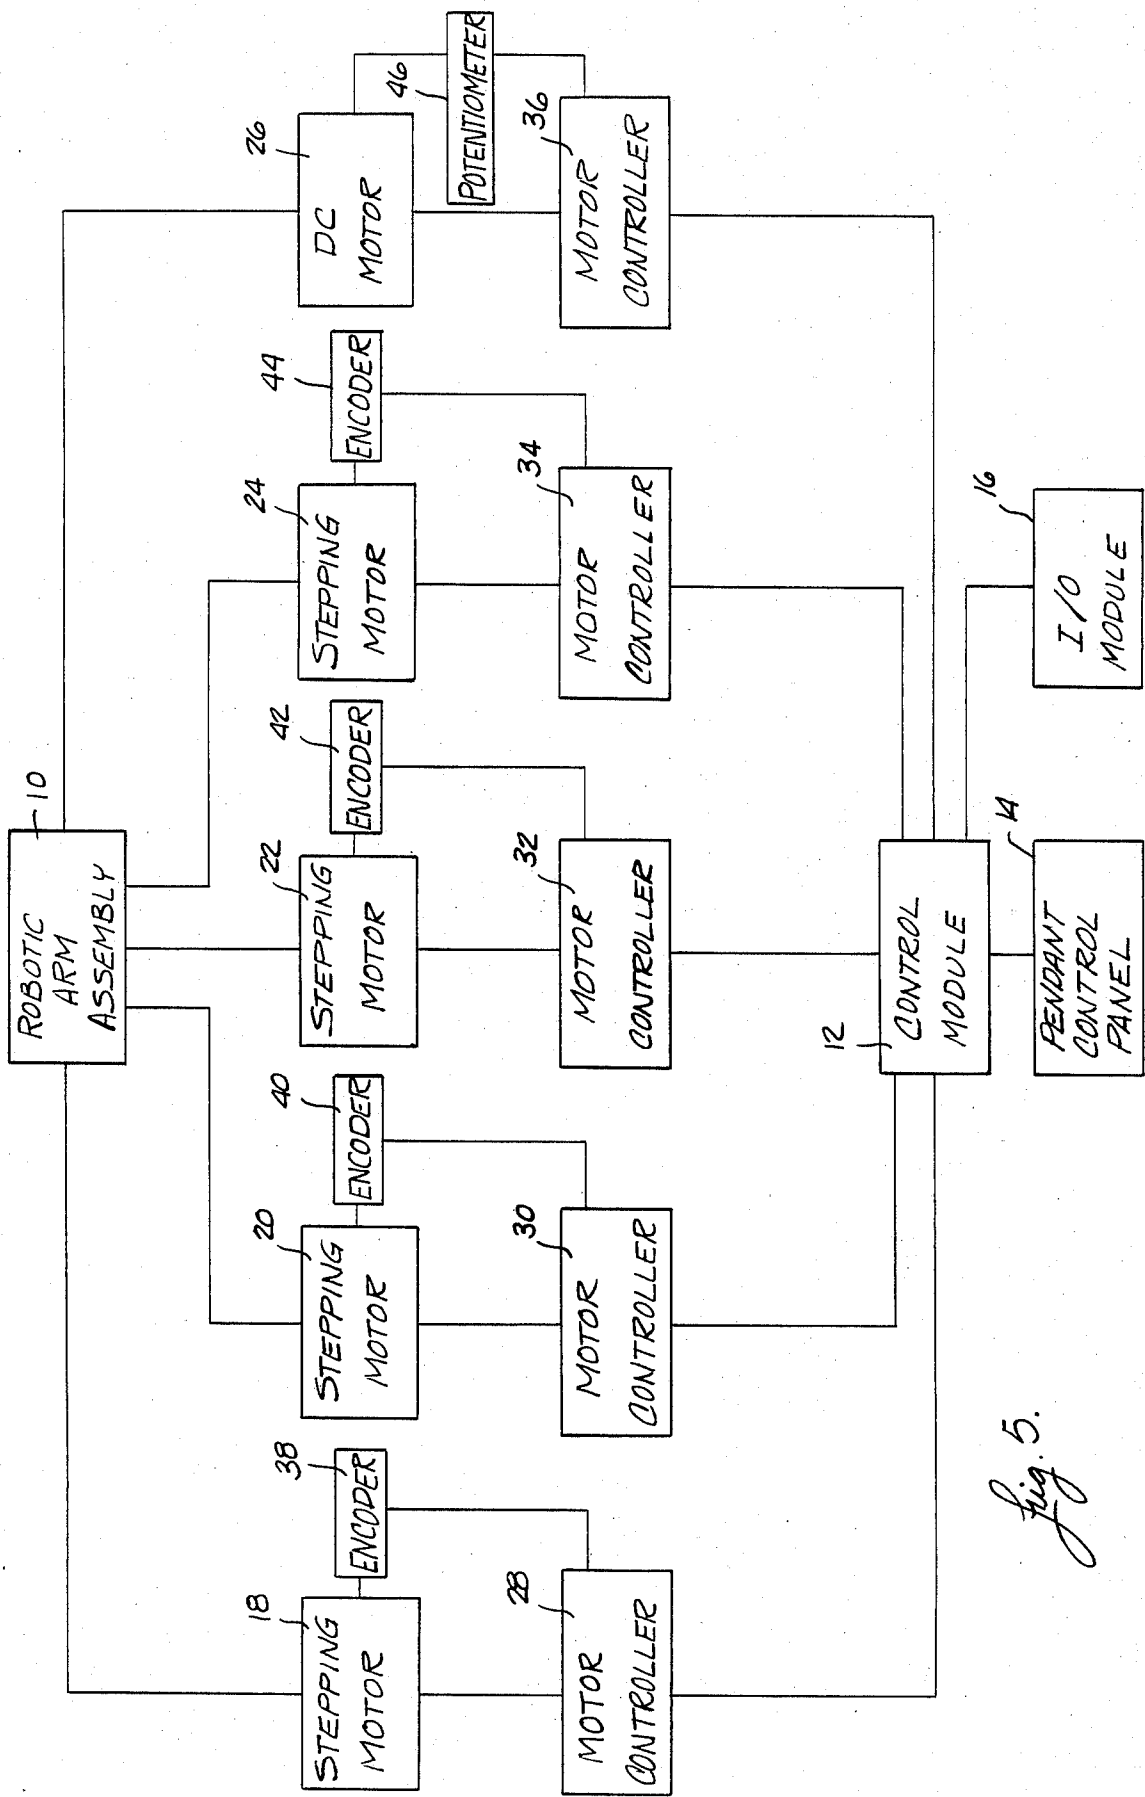 10
ROBOTIC
ARM
ASSEMBLY
18
STEPPING
MOTOR
38
ENCODER
20
STEPPING
MOTOR
40
ENCODER
22
STEPPING
MOTOR
42
ENCODER
24
STEPPING
MOTOR
44
ENCODER
26
DC
MOTOR
46
POTENTIOMETER
28
MOTOR
CONTROLLER
30
MOTOR
CONTROLLER
32
MOTOR
CONTROLLER
34
MOTOR
CONTROLLER
36
MOTOR
CONTROLLER
12
CONTROL
MODULE
14
PENDANT
CONTROL
PANEL
16
I/O
MODULE
Fig. 5.